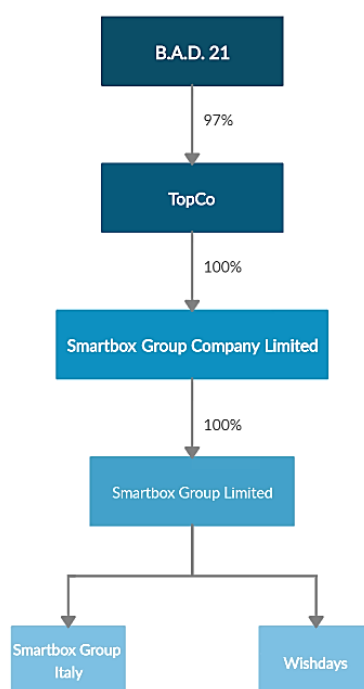 B.A.D. 21
97%
TopCo
100%
Smartbox Group Company Limited
100%
Smartbox Group Limited
Smartbox Group
Italy
Wishdays